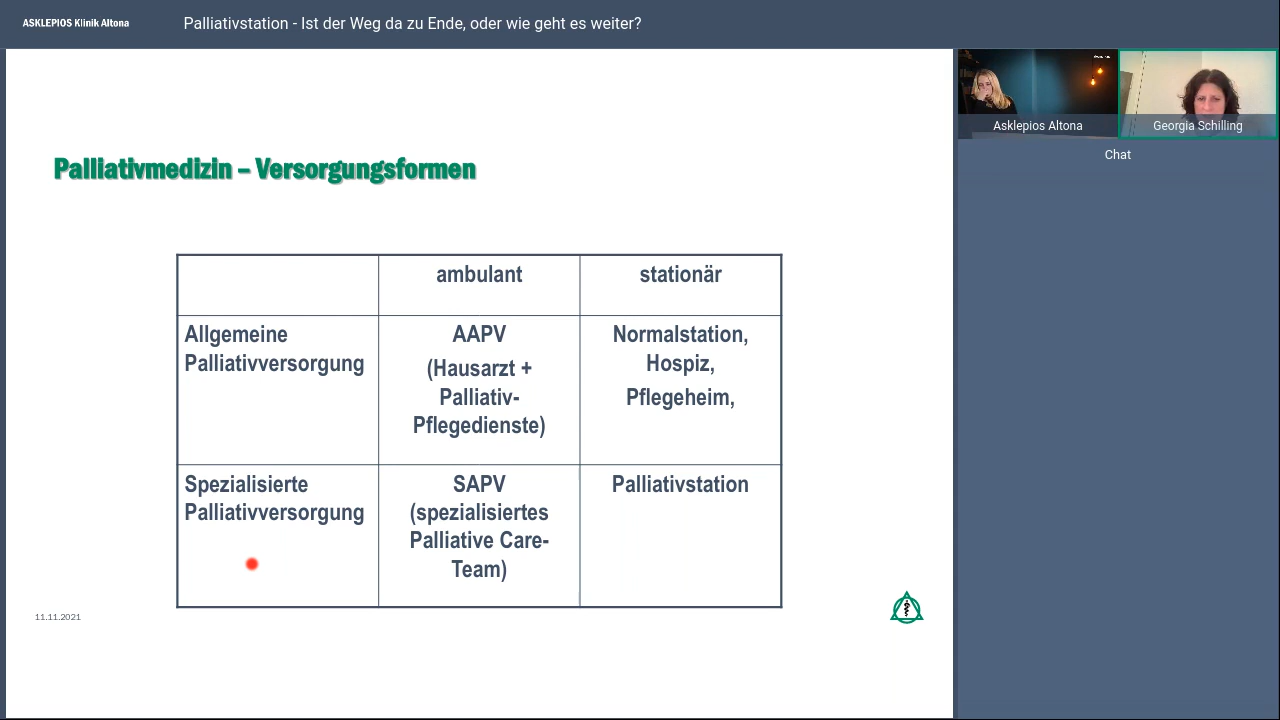 ASKLEPIOS Klinik Altona
Palliativstation - Ist der Weg da zu Ende, oder wie geht es weiter?
Asklepios Altona
Georgia Schilling
Chat
Palliativmedizin – Versorgungsformen
ambulant
stationär
Allgemeine
Palliativversorgung
AAPV
(Hausarzt +
Palliativ-
Pflegedienste)
Normalstation,
Hospiz,
Pflegeheim,
Spezialisierte
Palliativversorgung
SAPV
(spezialisiertes
Palliative Care-
Team)
Palliativstation
11.11.2021